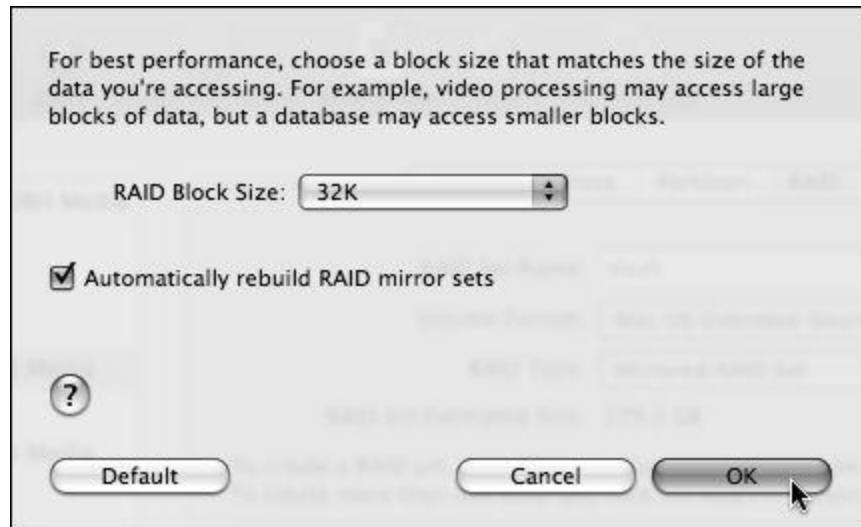 For best performance, choose a block size that matches the size of the
data you're accessing. For example, video processing may access large
blocks of data, but a database may access smaller blocks.
RAID Block Size: 32K
Automatically rebuild RAID mirror sets
?
Default Cancel OK